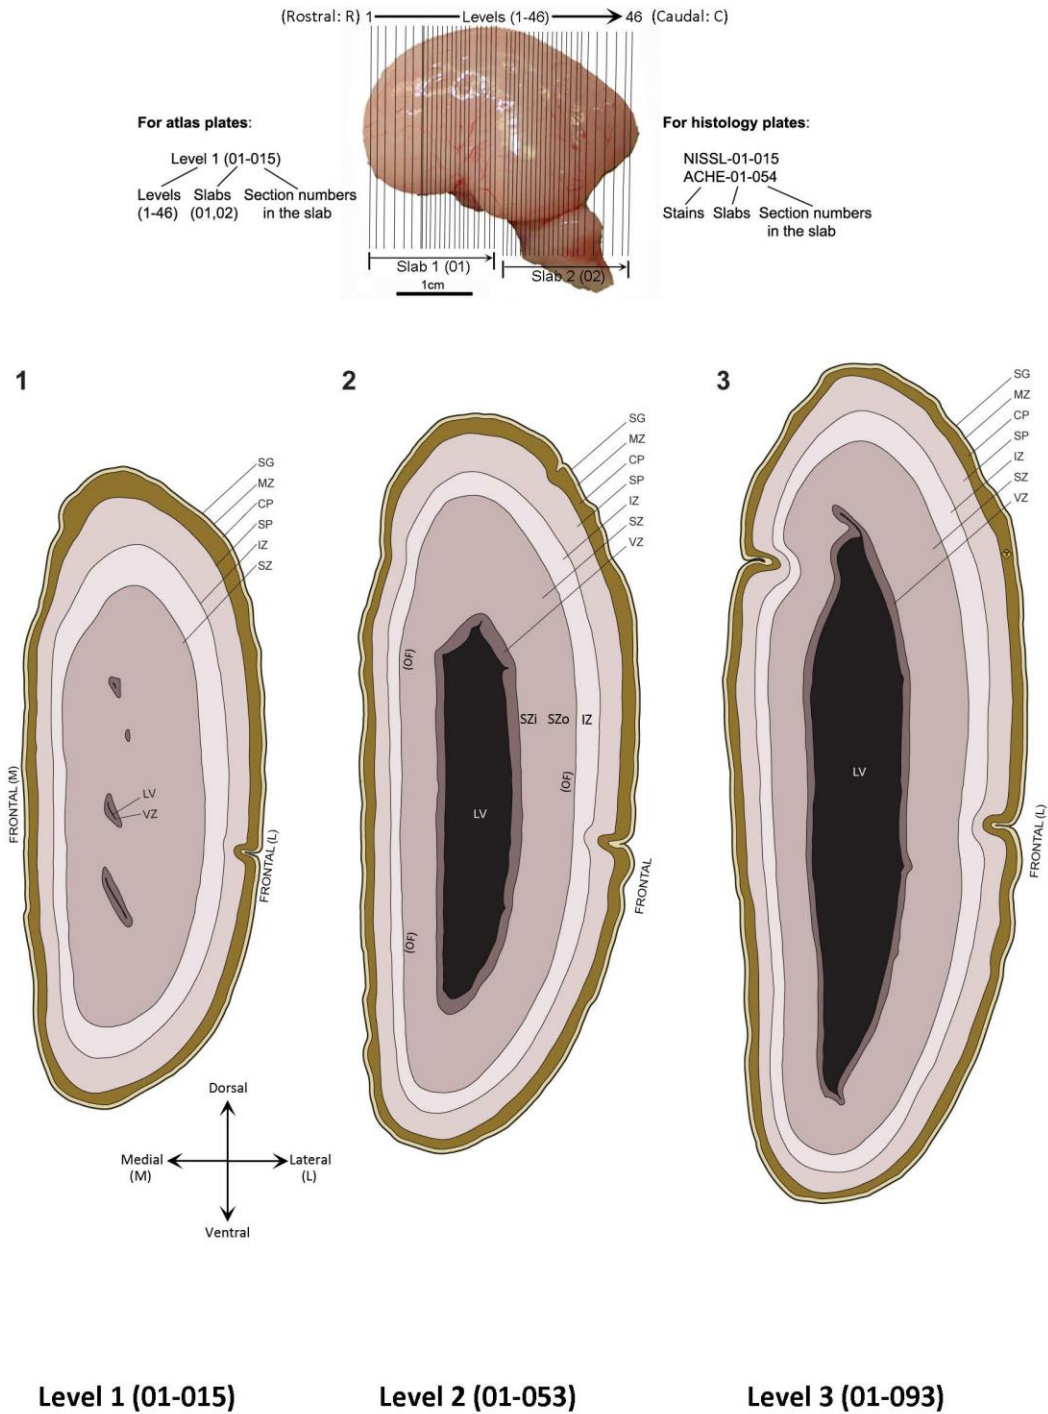 (Rostral: R) 1 Levels (1-46) 46 (Caudal: C)
For atlas plates:
Level 1 (01-015)
Levels Slabs Section numbers
(1-46) (01,02) in the slab
For histology plates:
NISSL-01-015
ACHE-01-054
Stains Slabs Section numbers
in the slab
Slab 1 (01)
Slab 2 (02)
1cm
1
SG
MZ
CP
SP
IZ
SZ
FRONTAL (M)
LV
VZ
FRONTAL (L)
2
SG
MZ
CP
SP
IZ
SZ
VZ
(OF)
SZi SZo IZ
(OF)
LV
(OF)
FRONTAL
3
SG
MZ
CP
SP
IZ
SZ
VZ
LV
FRONTAL (L)
Dorsal
Medial
(M)
Lateral
(L)
Ventral
Level 1 (01-015)
Level 2 (01-053)
Level 3 (01-093)